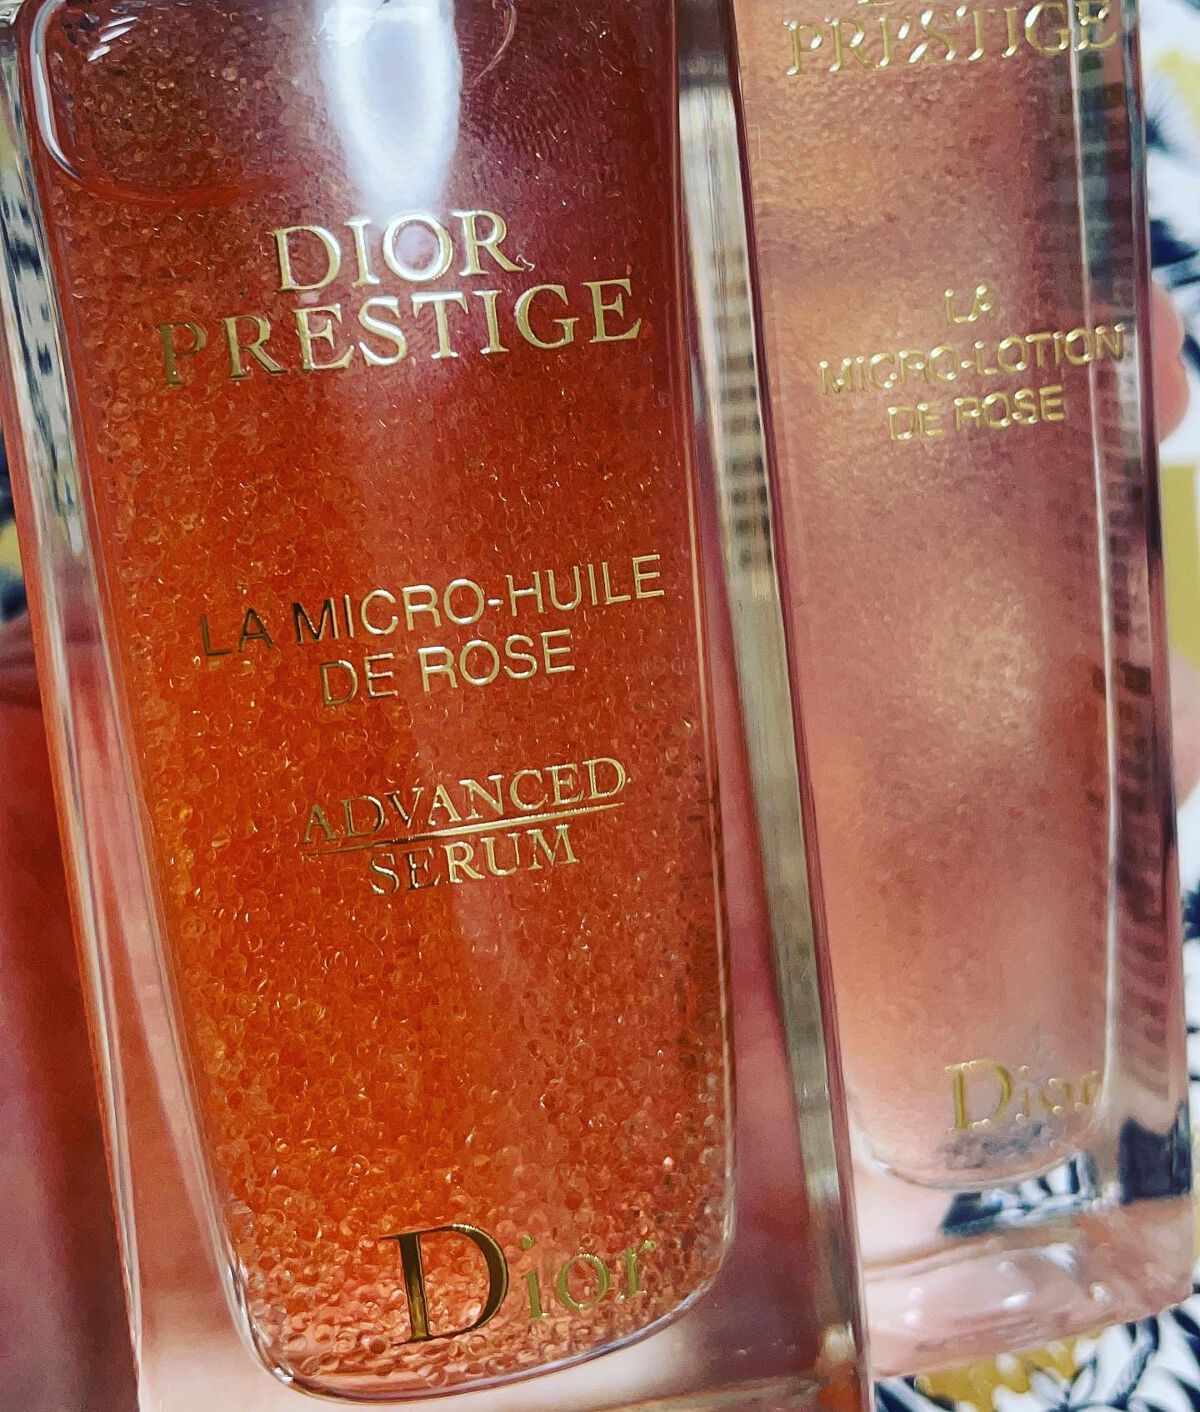 DIOR
PRESTIGE
LA MICRO-HUILE
DE ROSE
ADVANCED
SERUM
Dior
PRESTIGE
LA
MICRO-LOTION
DE ROSE
Dior